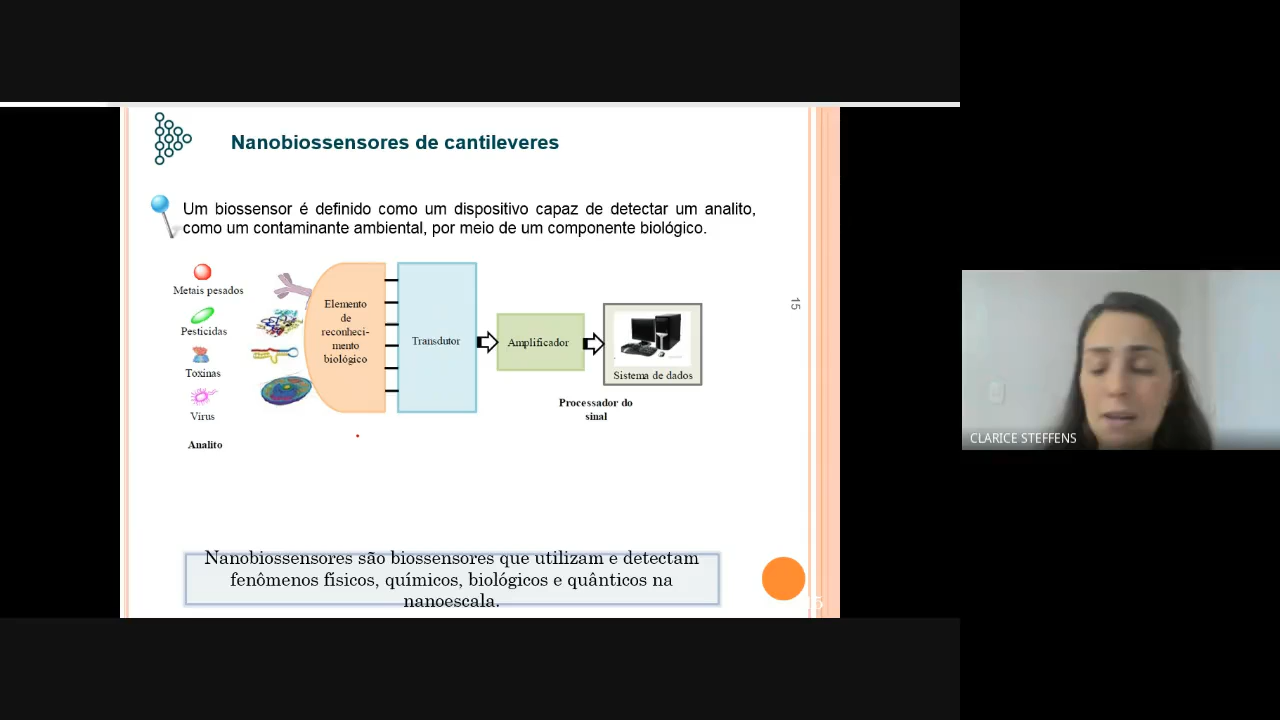 Nanobiossensores de cantileveres
Um biossensor é definido como um dispositivo capaz de detectar um analito,
como um contaminante ambiental, por meio de um componente biológico.
Metais pesados
Pesticidas
Toxinas
Vírus
Analito
Elemento
de
reconheci-
mento
biológico
Transdutor
Amplificador
Sistema de dados
Processador do
sinal
15
Nanobiossensores são biossensores que utilizam e detectam
fenômenos físicos, químicos, biológicos e quânticos na
nanoescala.
15
CLARICE STEFFENS